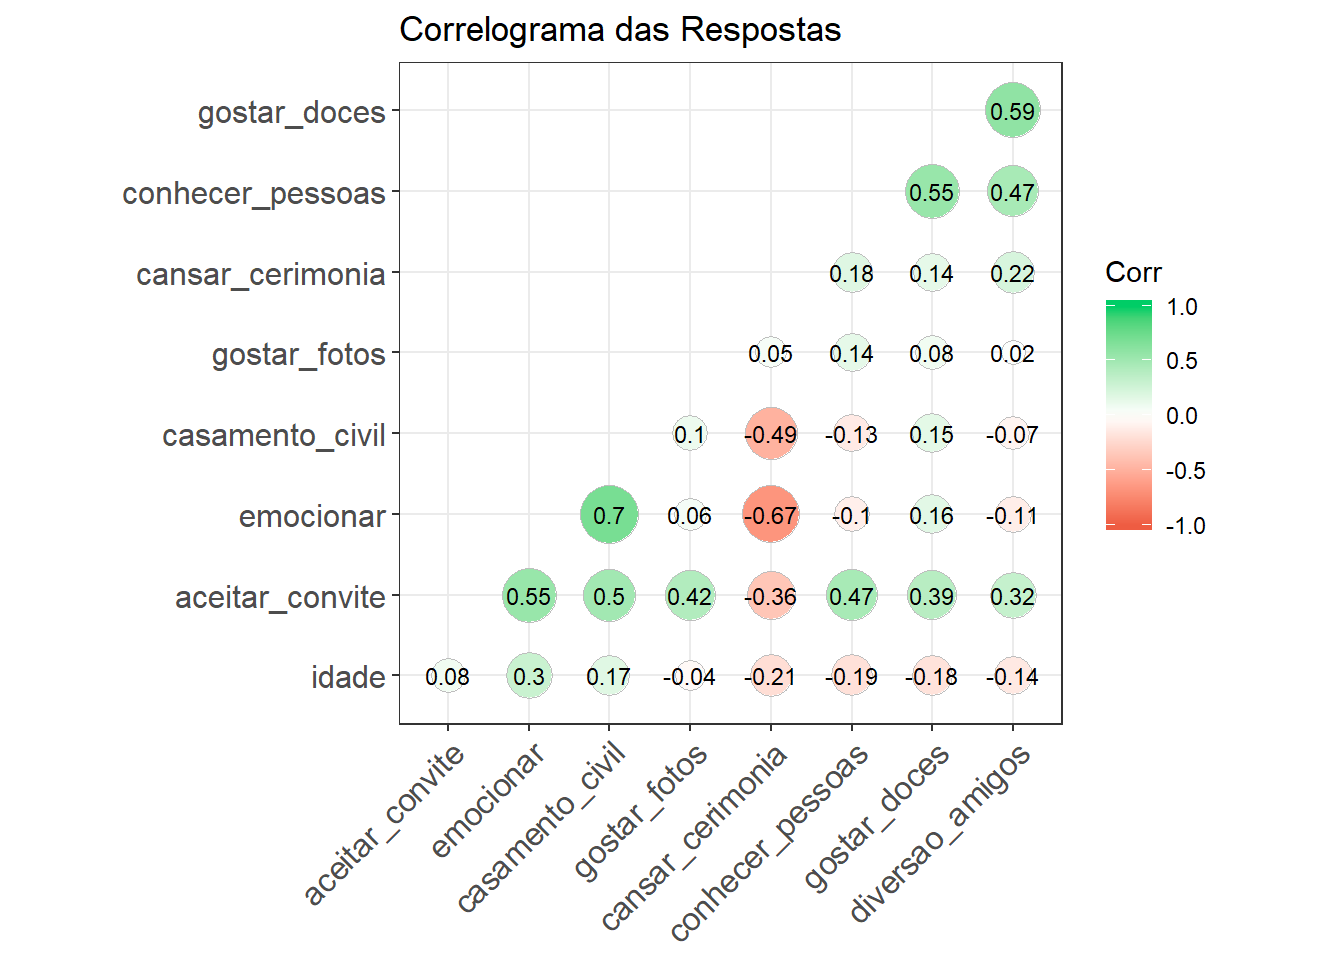 Correlograma das Respostas
gostar_doces
0.59
conhecer_pessoas
0.55 0.47
cansar_cerimonia
0.18 0.14 0.22
gostar_fotos
0.05 0.14 0.08 0.02
casamento_civil
0.1 -0.49 -0.13 0.15 -0.07
emocionar
0.7 0.06 -0.67 -0.1 0.16 -0.11
aceitar_convite
0.55 0.5 0.42 -0.36 0.47 0.39 0.32
idade
0.08 0.3 0.17 -0.04 -0.21 -0.19 -0.18 -0.14
aceitar_convite
emocionar
casamento_civil
gostar_fotos
cansar_cerimonia
conhecer_pessoas
gostar_doces
diversao_amigos
Corr
1.0
0.5
0.0
-0.5
-1.0